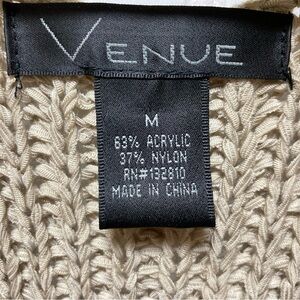 VENUE
M
63% ACRYLIC
37% NYLON
RN#132810
MADE IN CHINA